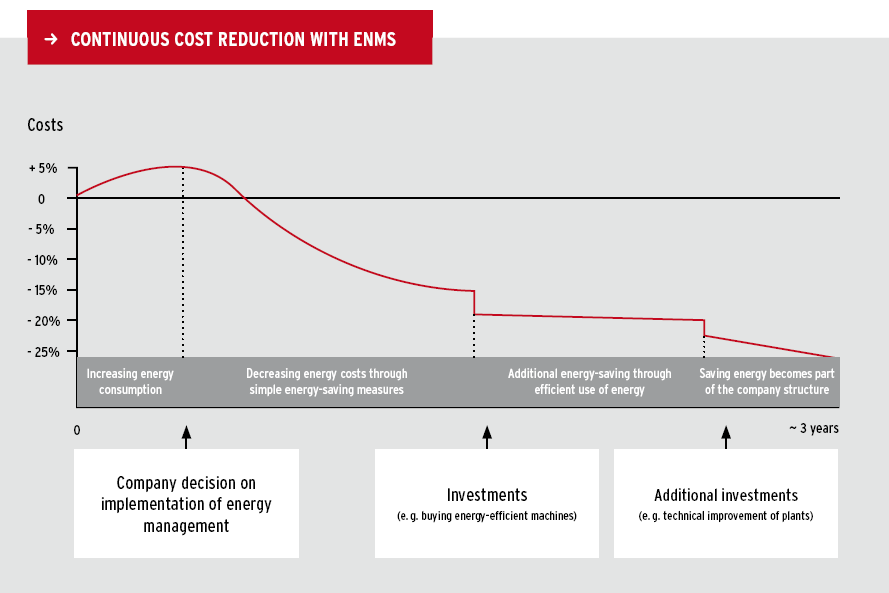 → CONTINUOUS COST REDUCTION WITH ENMS
Costs
+ 5%
0
- 5%
- 10%
- 15%
- 20%
- 25%
Increasing energy
consumption
Decreasing energy costs through
simple energy-saving measures
Additional energy-saving through
efficient use of energy
Saving energy becomes part
of the company structure
0
~ 3 years
Company decision on
implementation of energy
management
Investments
(e. g. buying energy-efficient machines)
Additional investments
(e. g. technical improvement of plants)